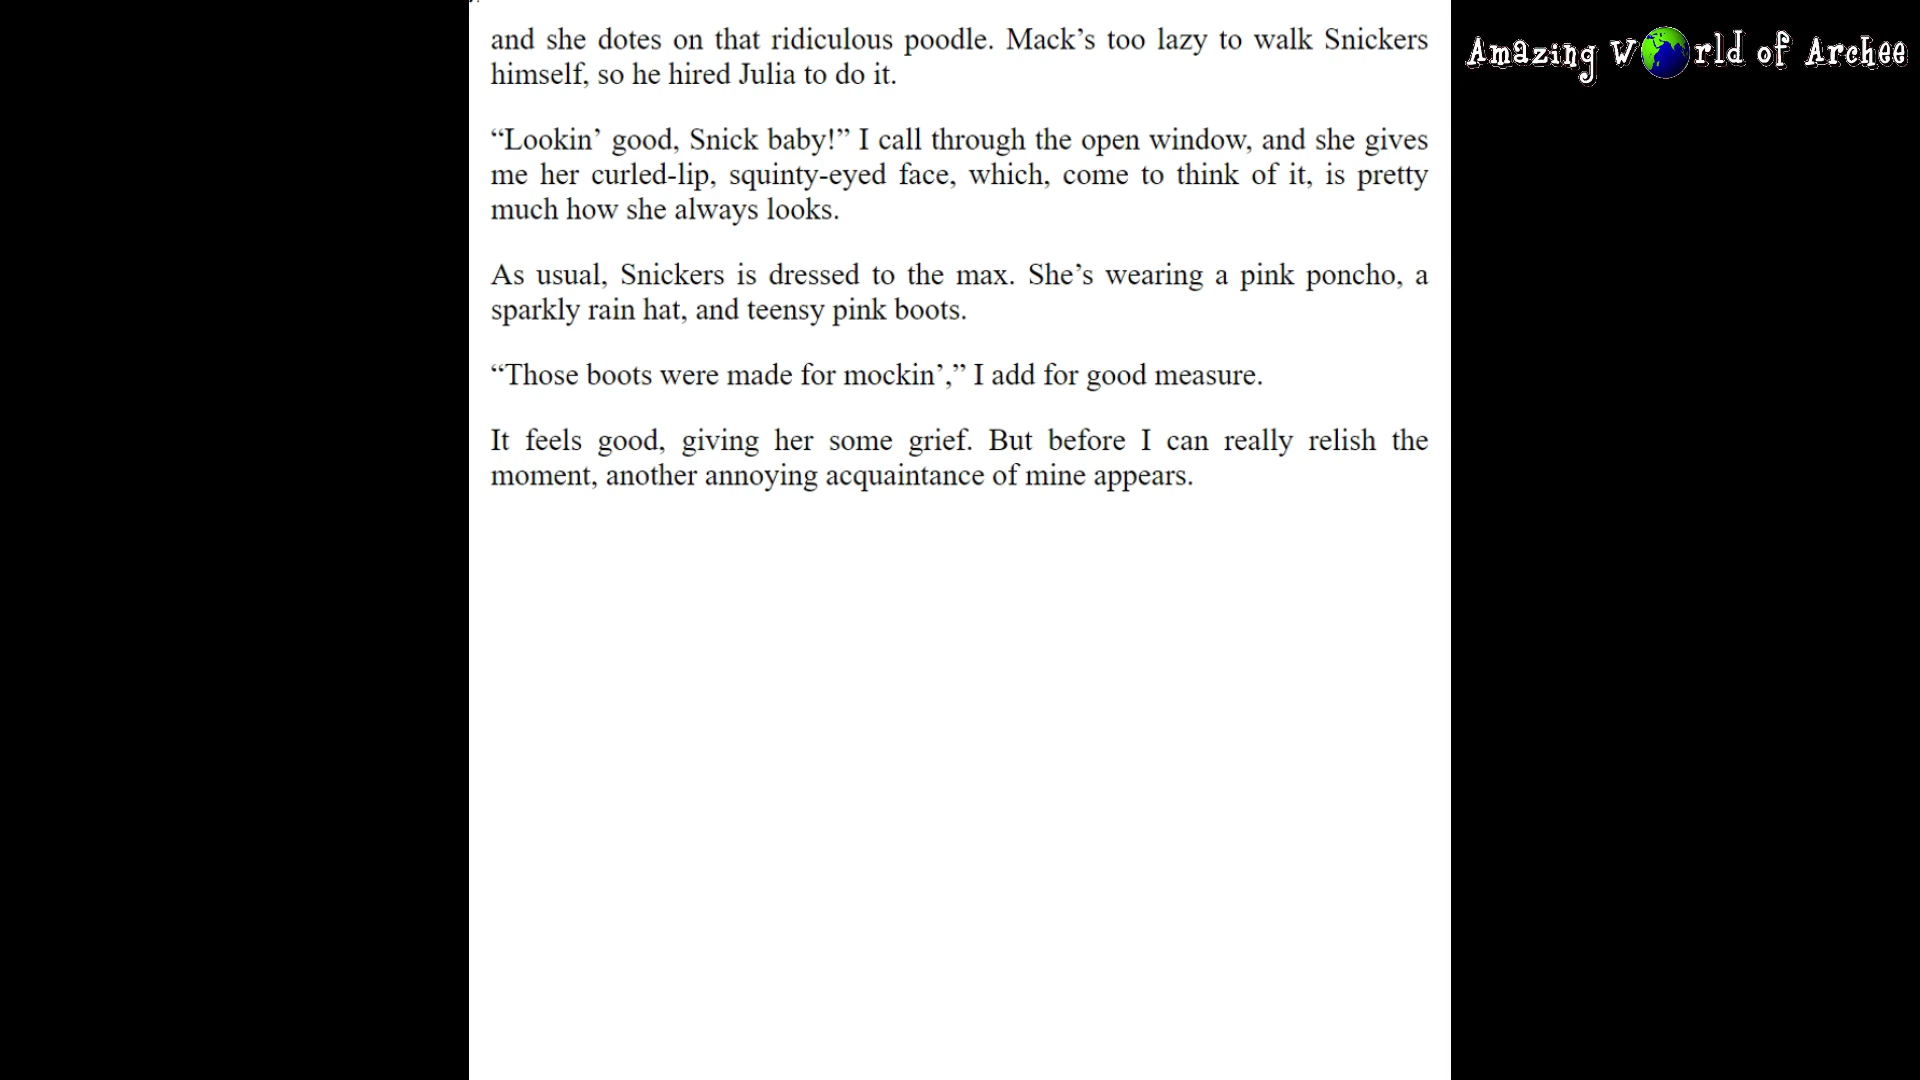 and she dotes on that ridiculous poodle. Mack’s too lazy to walk Snickers
himself, so he hired Julia to do it.
“Lookin’ good, Snick baby!” I call through the open window, and she gives
me her curled-lip, squinty-eyed face, which, come to think of it, is pretty
much how she always looks.
As usual, Snickers is dressed to the max. She’s wearing a pink poncho, a
sparkly rain hat, and teensy pink boots.
“Those boots were made for mockin’,” I add for good measure.
It feels good, giving her some grief. But before I can really relish the
moment, another annoying acquaintance of mine appears.
Amazing W rld of Archee